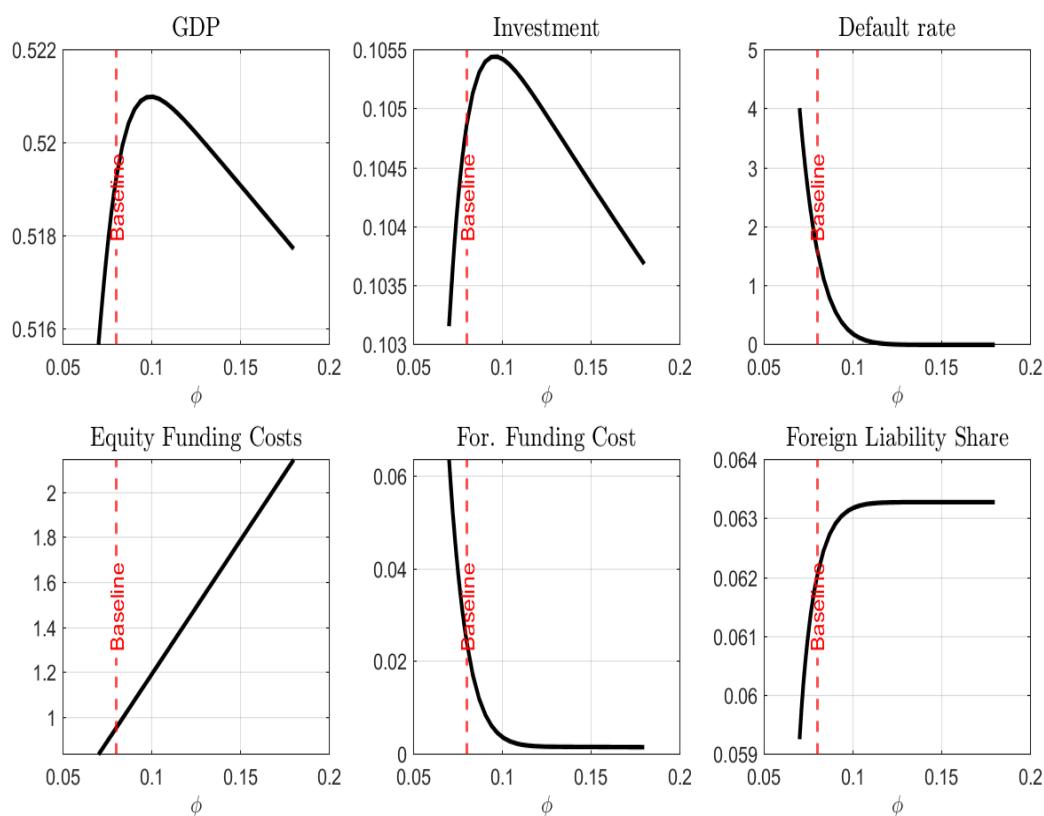 GDP
0.522
0.52
0.518
0.516
Baseline
0.05 0.1 0.15 0.2
ϕ
Investment
0.1055
0.105
0.1045
0.104
0.1035
0.103
Baseline
0.05 0.1 0.15 0.2
ϕ
Default rate
5
4
3
2
1
0
Baseline
0.05 0.1 0.15 0.2
ϕ
Equity Funding Costs
2
1.8
1.6
1.4
1.2
1
Baseline
0.05 0.1 0.15 0.2
ϕ
For. Funding Cost
0.06
0.04
0.02
0
Baseline
0.05 0.1 0.15 0.2
ϕ
Foreign Liability Share
0.064
0.063
0.062
0.061
0.06
0.059
Baseline
0.05 0.1 0.15 0.2
ϕ